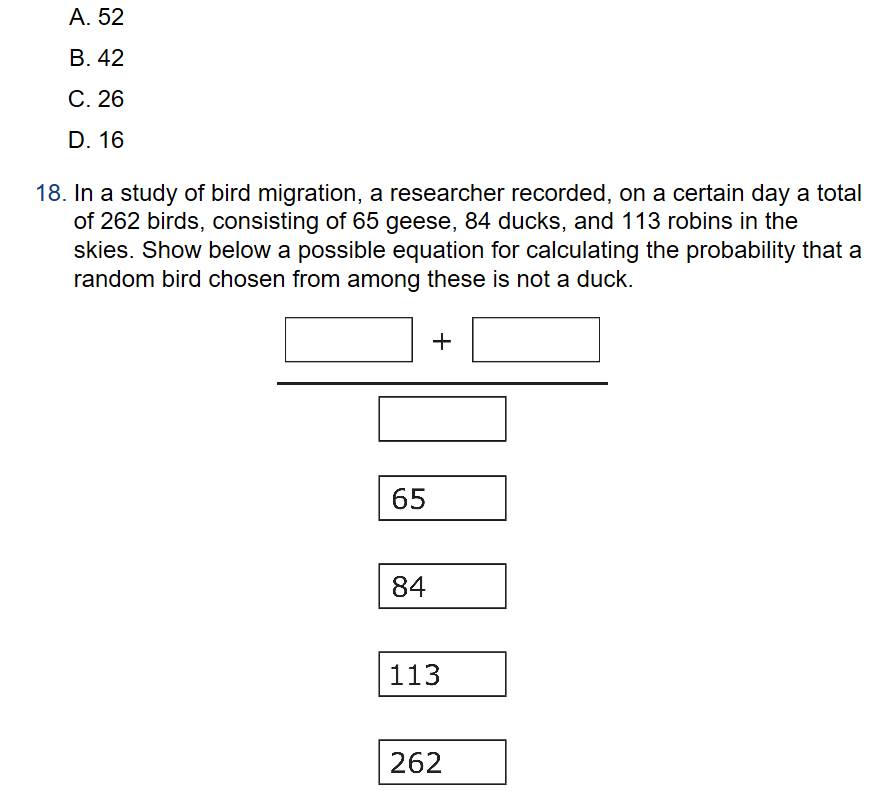 A. 52
B. 42
C. 26
D. 16
18. In a study of bird migration, a researcher recorded, on a certain day a total
of 262 birds, consisting of 65 geese, 84 ducks, and 113 robins in the
skies. Show below a possible equation for calculating the probability that a
random bird chosen from among these is not a duck.
+
65
84
113
262